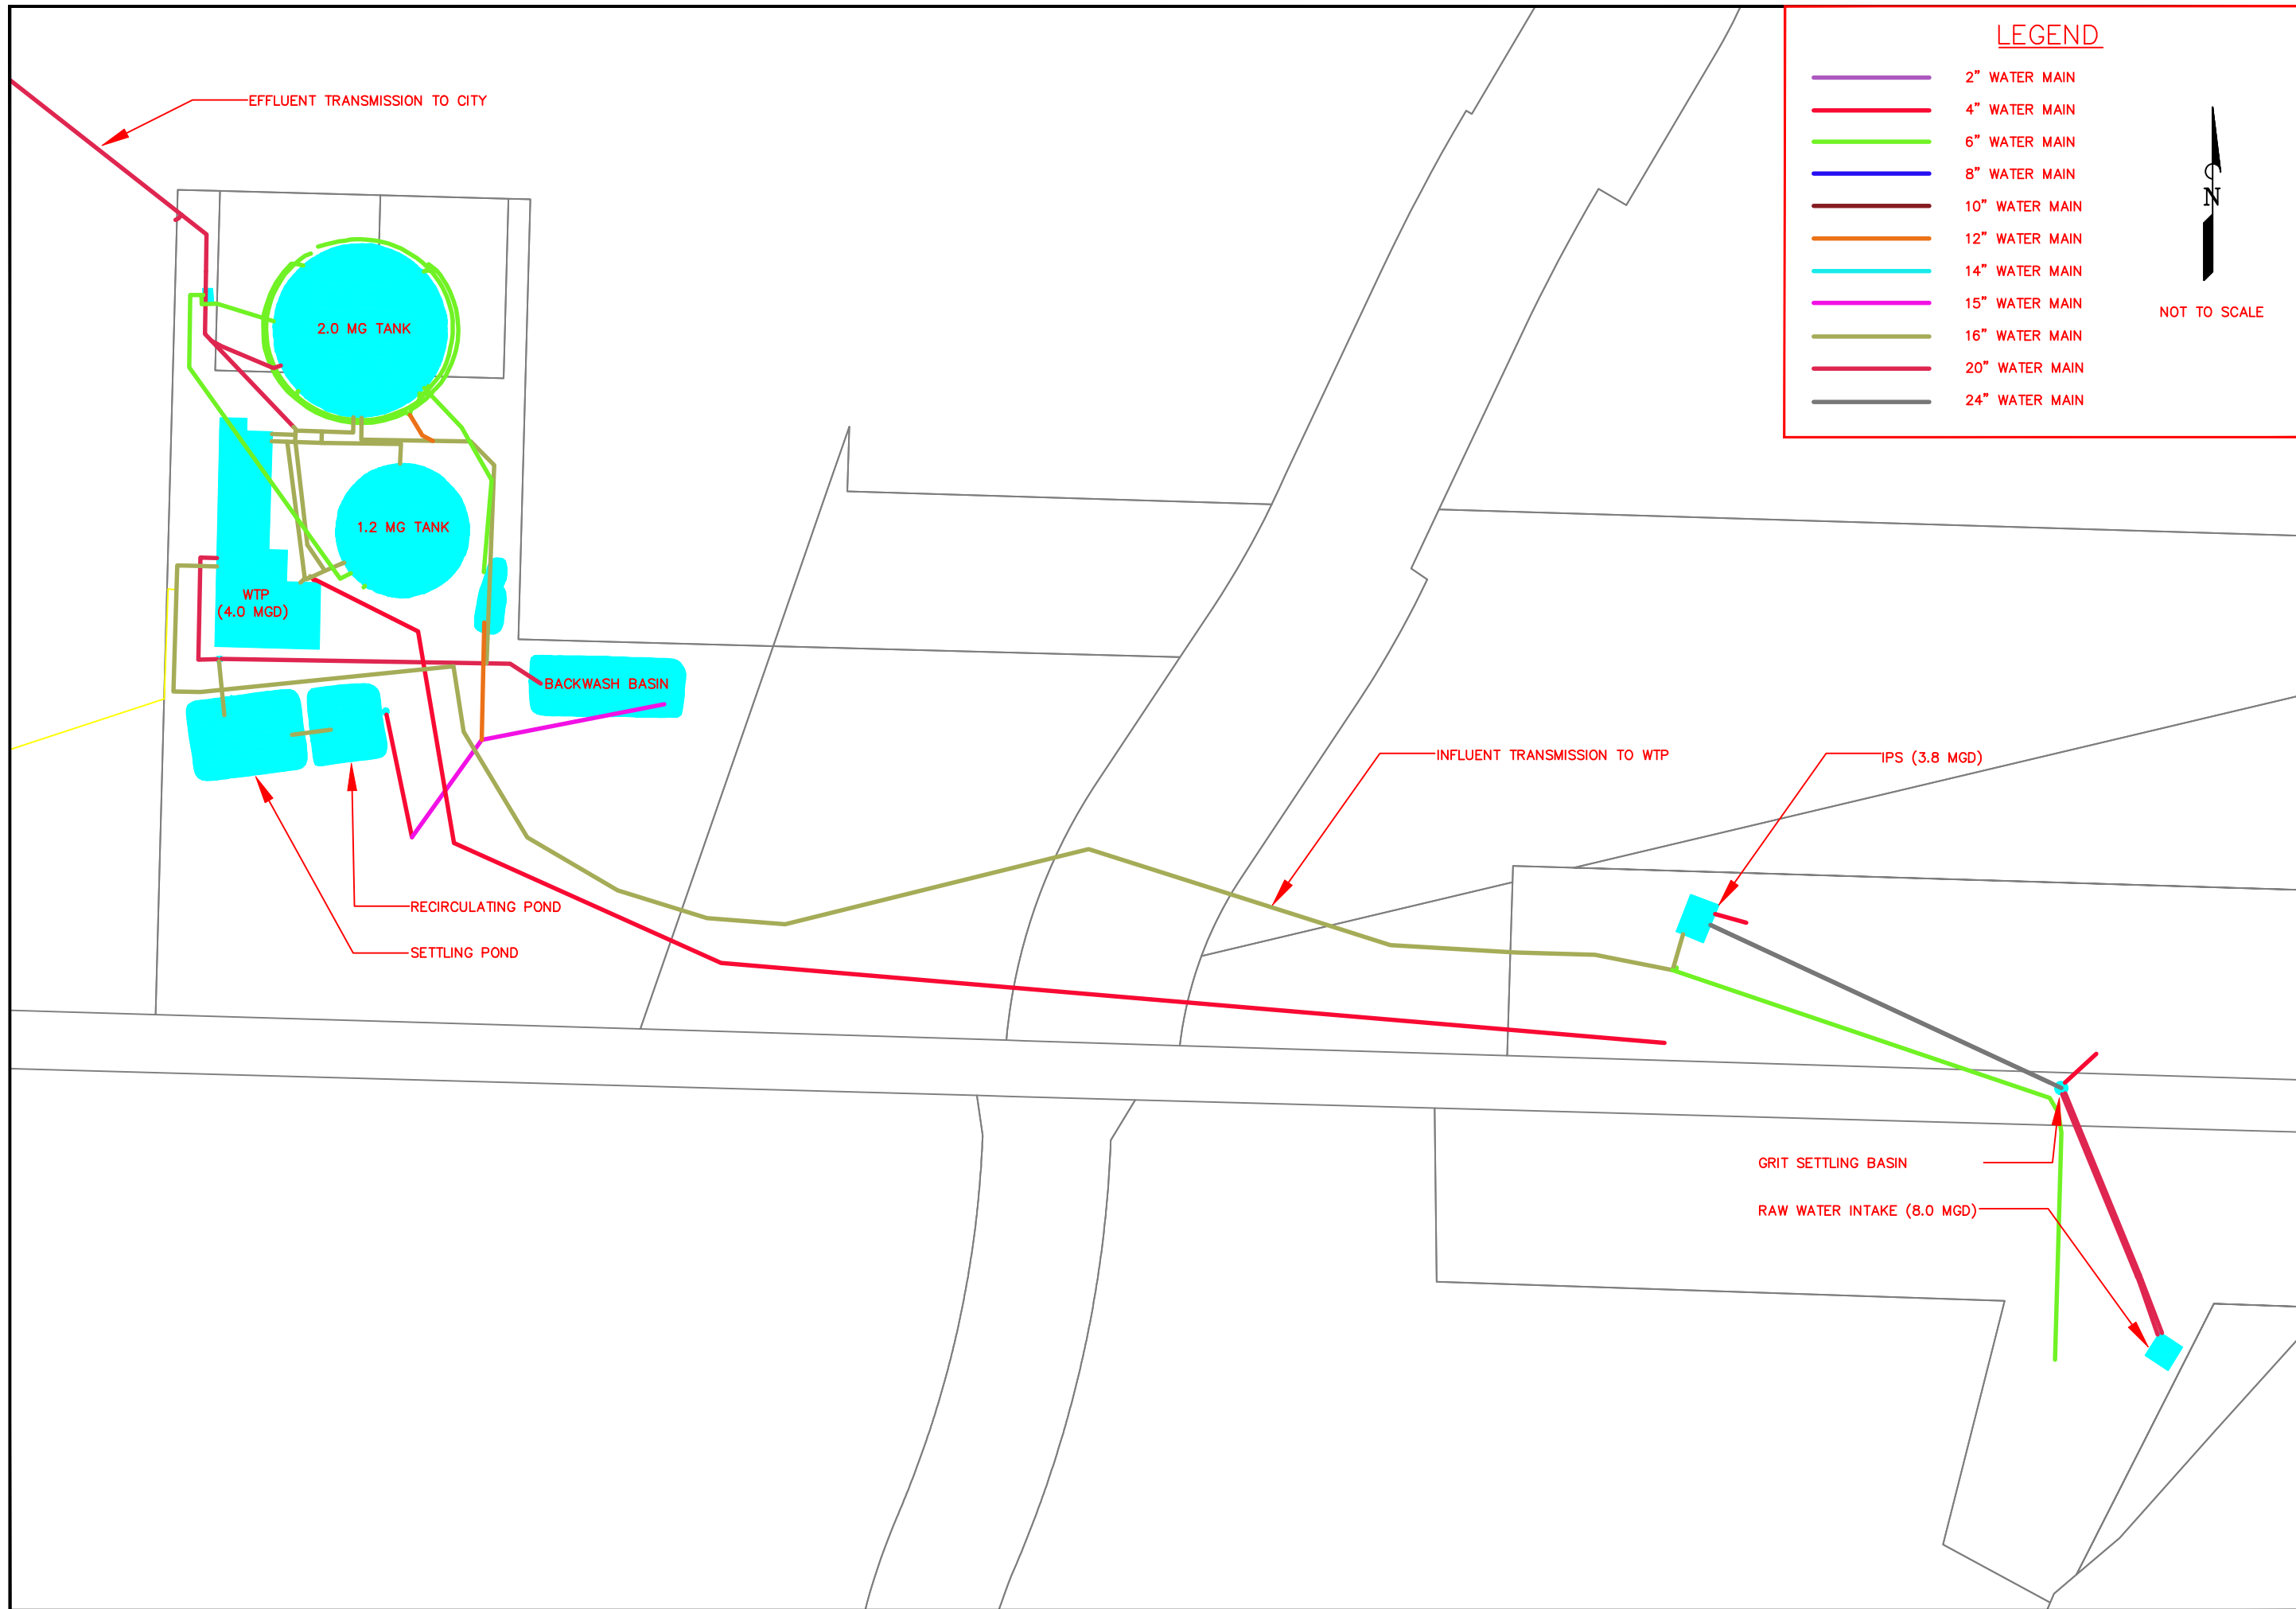 LEGEND
2” WATER MAIN
4” WATER MAIN
6” WATER MAIN
8” WATER MAIN
10” WATER MAIN
12” WATER MAIN
14” WATER MAIN
15” WATER MAIN
16” WATER MAIN
20” WATER MAIN
24” WATER MAIN
N
NOT TO SCALE
EFFLUENT TRANSMISSION TO CITY
2.0 MG TANK
1.2 MG TANK
WTP
(4.0 MGD)
BACKWASH BASIN
INFLUENT TRANSMISSION TO WTP
IPS (3.8 MGD)
RECIRCULATING POND
SETTLING POND
GRIT SETTLING BASIN
RAW WATER INTAKE (8.0 MGD)